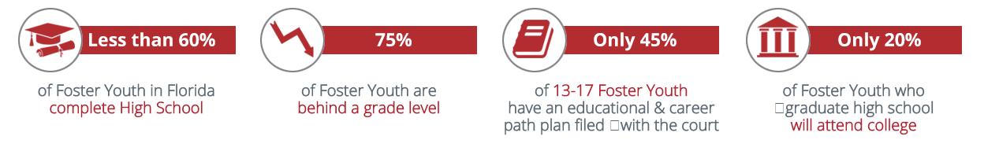 Less than 60%
of Foster Youth in Florida
complete High School
75%
of Foster Youth are
behind a grade level
Only 45%
of 13-17 Foster Youth
have an educational & career
path plan filed □with the court
Only 20%
of Foster Youth who
□graduate high school
will attend college